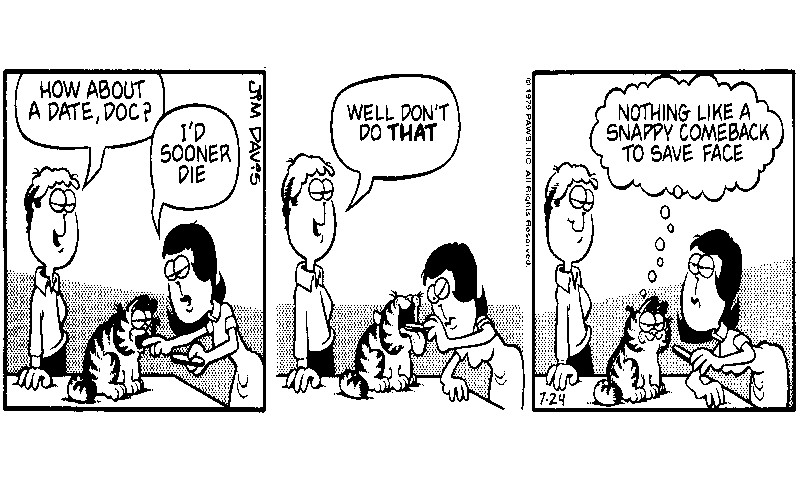 HOW ABOUT
A DATE, DOC?
I'D
SOONER
DIE
JIM DAVIS
WELL DON'T
DO THAT
© 1979 PAWS, INC. All Rights Reserved.
NOTHING LIKE A
SNAPPY COMEBACK
TO SAVE FACE
7-24